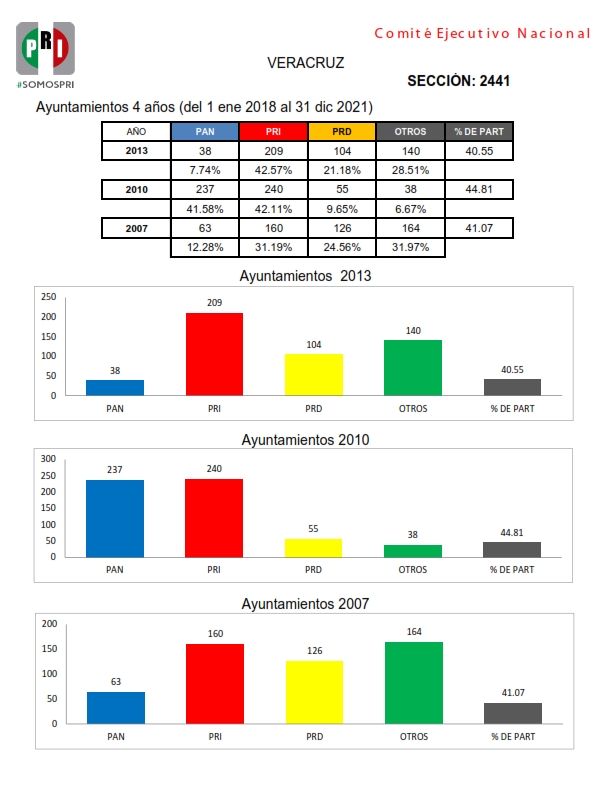 Comité Ejecutivo Nacional
PRI
#SOMOSPRI
VERACRUZ
SECCIÓN: 2441
Ayuntamientos 4 años (del 1 ene 2018 al 31 dic 2021)
AÑO PAN PRI PRD OTROS % DE PART
2013 38 209 104 140 40.55
7.74% 42.57% 21.18% 28.51%
2010 237 240 55 38 44.81
41.58% 42.11% 9.65% 6.67%
2007 63 160 126 164 41.07
12.28% 31.19% 24.56% 31.97%
Ayuntamientos 2013
250
200
150
100
50
0
38 209 104 140 40.55
PAN PRI PRD OTROS % DE PART
Ayuntamientos 2010
300
250
200
150
100
50
0
237 240 55 38 44.81
PAN PRI PRD OTROS % DE PART
Ayuntamientos 2007
200
150
100
50
0
63 160 126 164 41.07
PAN PRI PRD OTROS % DE PART